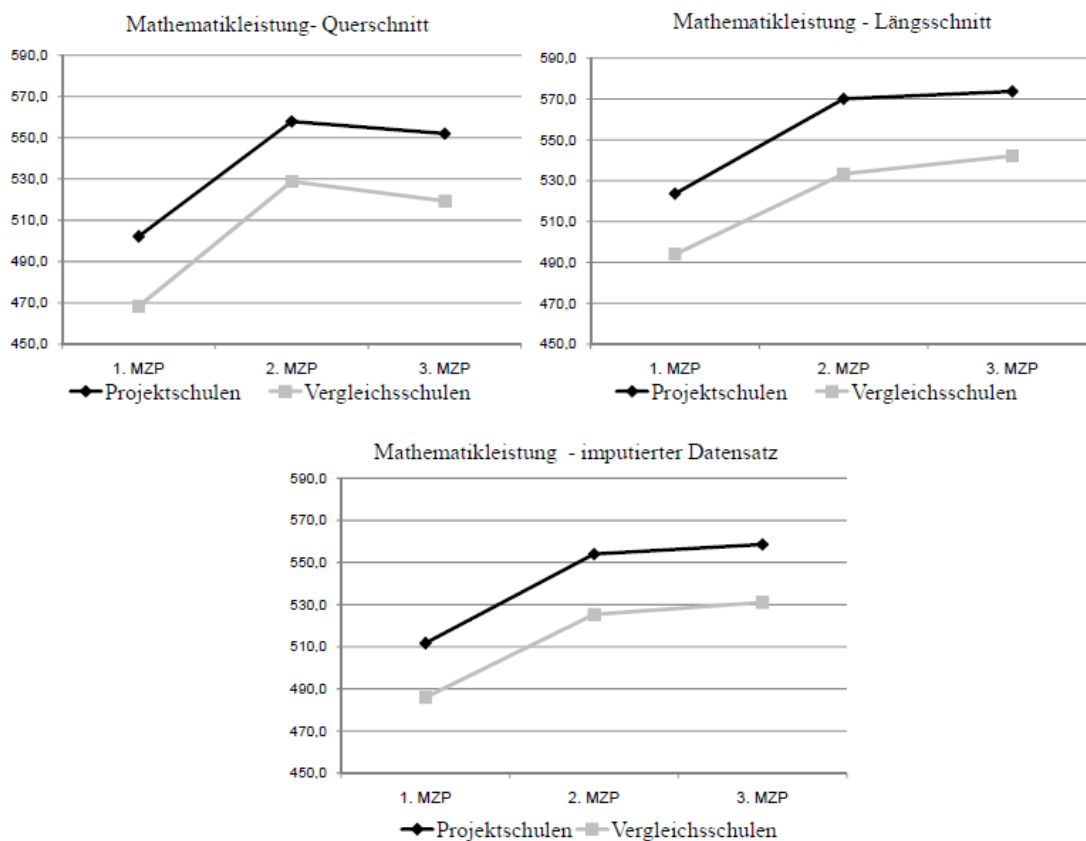 Mathematikleistung- Querschnitt
590,0
570,0
550,0
530,0
510,0
490,0
470,0
450,0
1. MZP 2. MZP 3. MZP
Projektschulen Vergleichsschulen
Mathematikleistung - Längsschnitt
590,0
570,0
550,0
530,0
510,0
490,0
470,0
450,0
1. MZP 2. MZP 3. MZP
Projektschulen Vergleichsschulen
Mathematikleistung - imputierter Datensatz
590,0
570,0
550,0
530,0
510,0
490,0
470,0
450,0
1. MZP 2. MZP 3. MZP
Projektschulen Vergleichsschulen